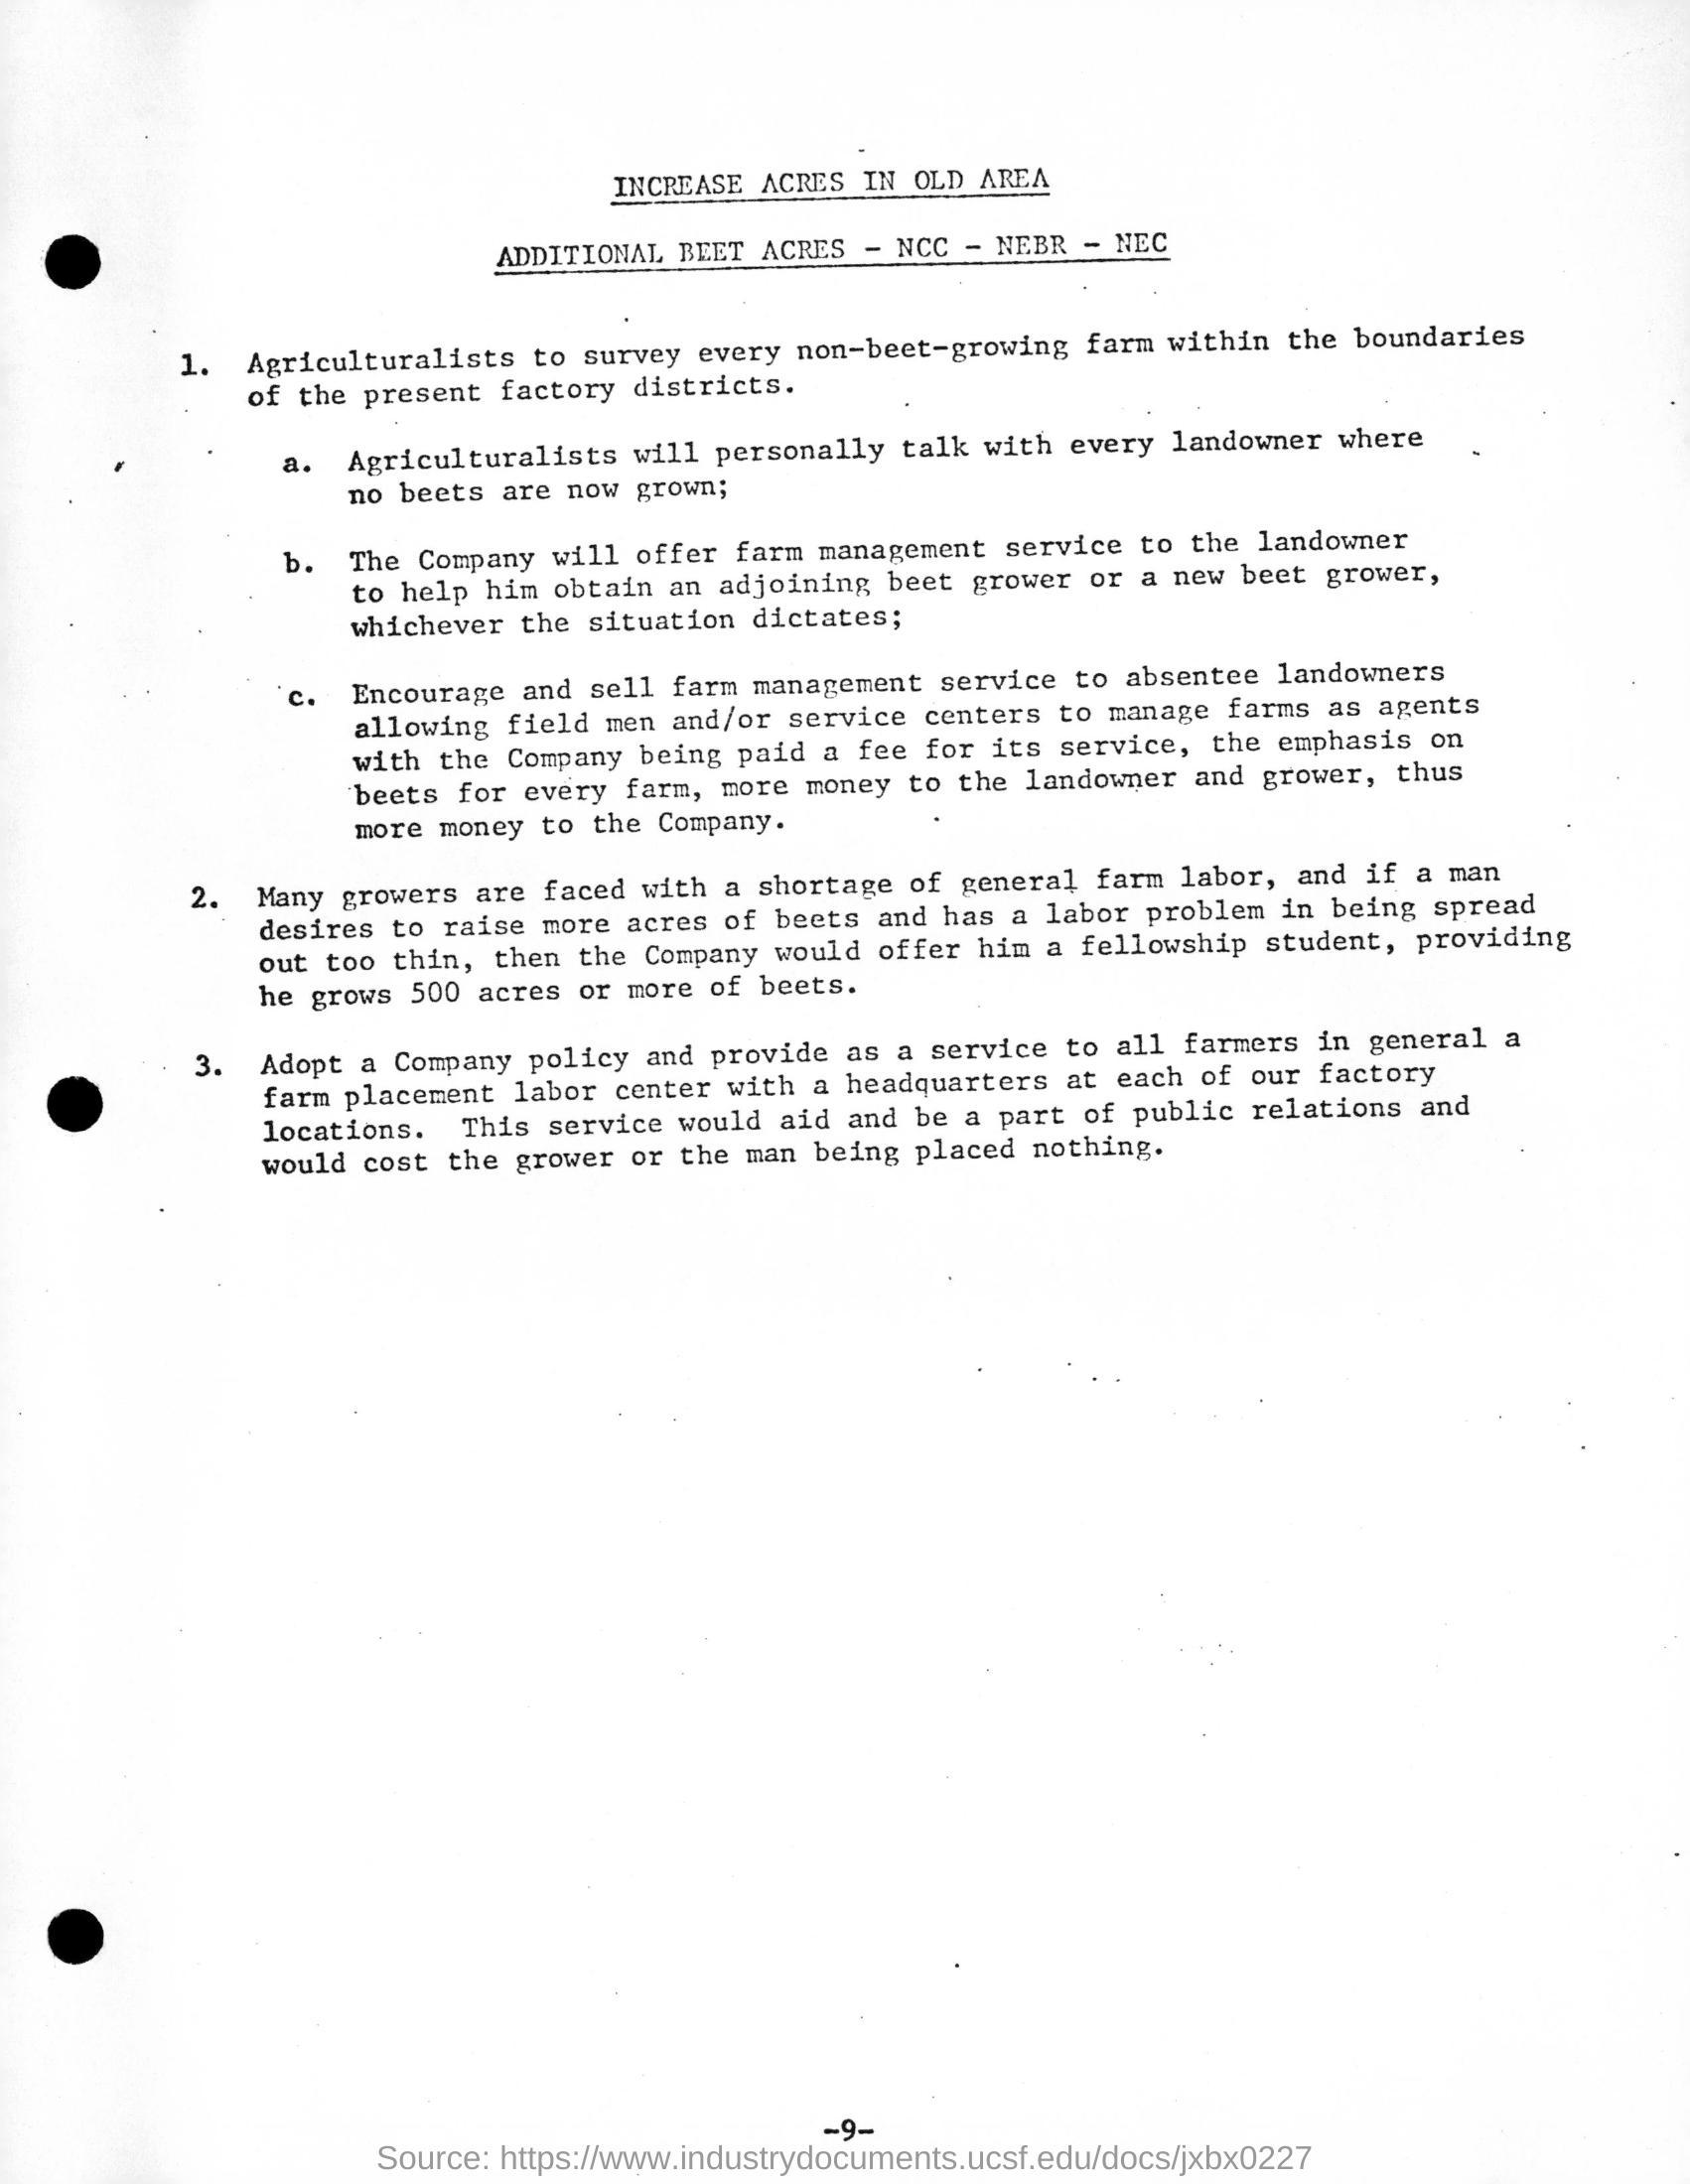 INCREASE ACRES IN OLD AREA
ADDITIONAL BEET ACRES - NCC - NEBR - NEC
1. Agriculturalists to survey every non-beet-growing farm within the boundaries
of the present factory districts.
a. Agriculturalists will personally talk with every landowner where
no beets are now grown;
b. The Company will offer farm management service to the landowner
to help him obtain an adjoining beet grower or a new beet grower,
whichever the situation dictates;
c. Encourage and sell farm management service to absentee landowners
allowing field men and/or service centers to manage farms as agents
with the Company being paid a fee for its service, the emphasis on
beets for every farm, more money to the landowner and grower, thus
more money to the Company.
2. Many growers are faced with a shortage of general farm labor, and if a man
desires to raise more acres of beets and has a labor problem in being spread
out too thin, then the Company would offer him a fellowship student, providing
he grows 500 acres or more of beets.
3. Adopt a Company policy and provide as a service to all farmers in general a
farm placement labor center with a headquarters at each of our factory
locations. This service would aid and be a part of public relations and
would cost the grower or the man being placed nothing.
-9-
Source: https://www.industrydocuments.ucsf.edu/docs/jxbx0227